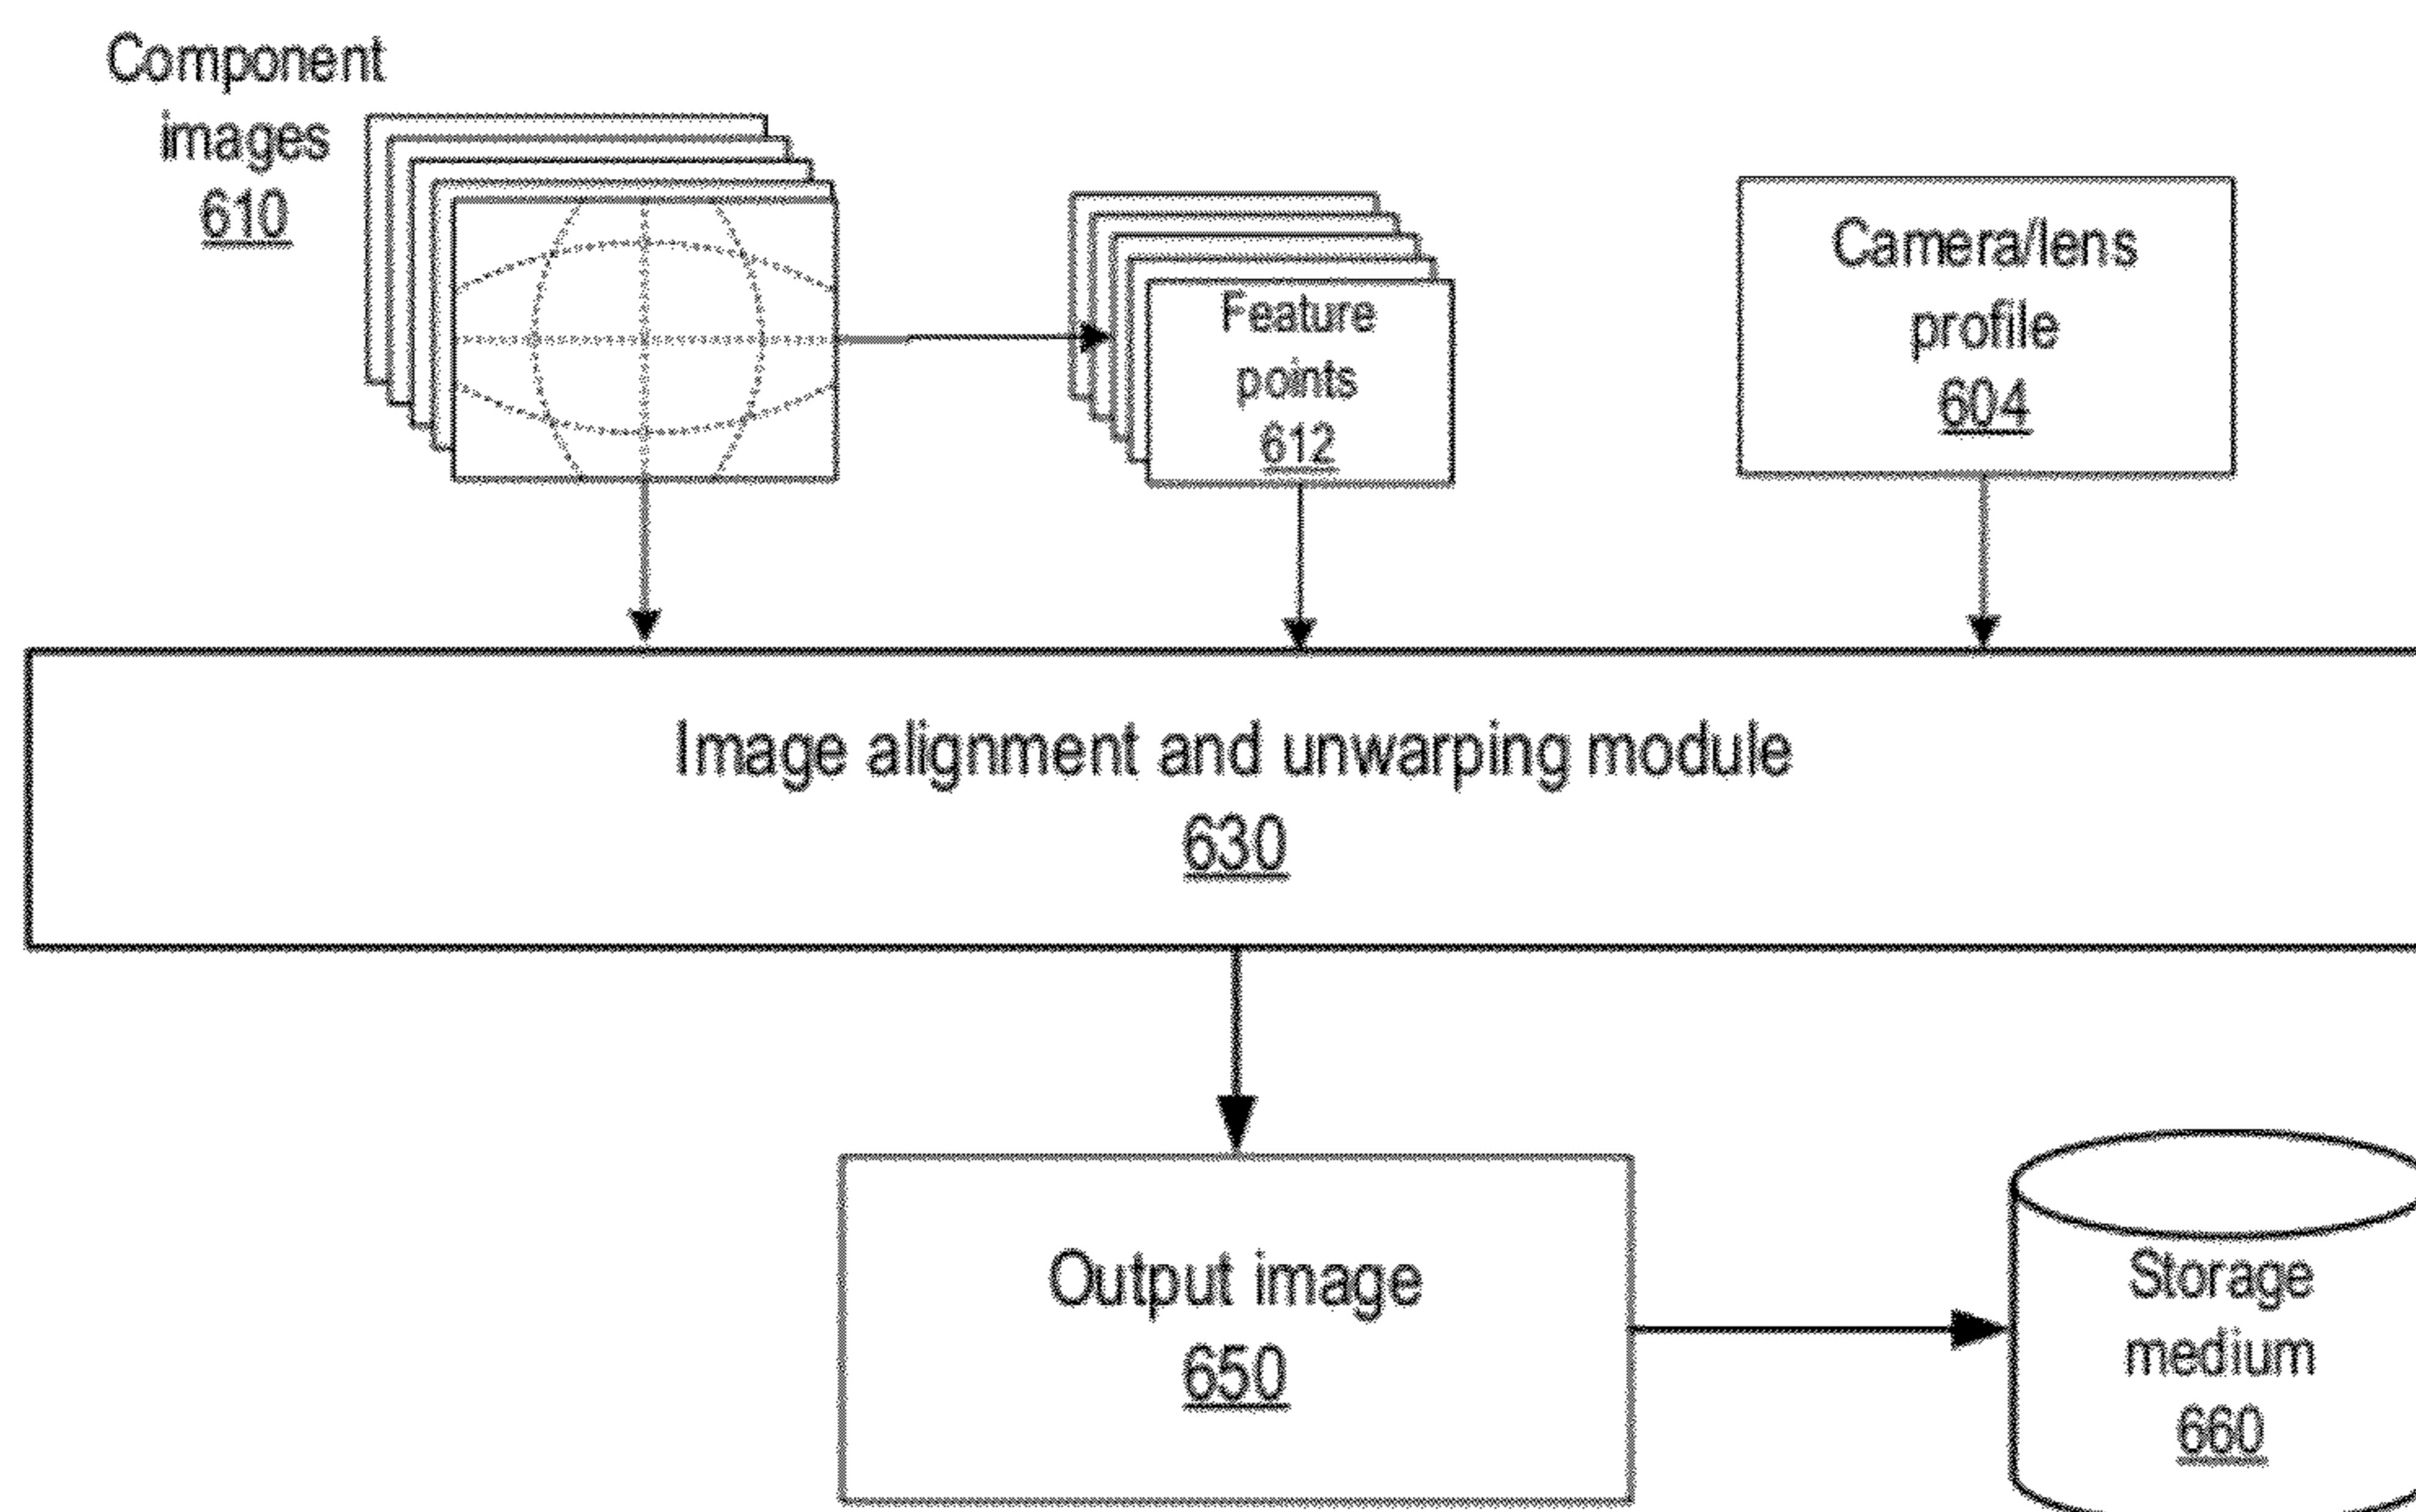 Component
images
610
Feature
points
612
Camera/lens
profile
604
Image alignment and unwarping module
630
Output image
650
Storage
medium
660